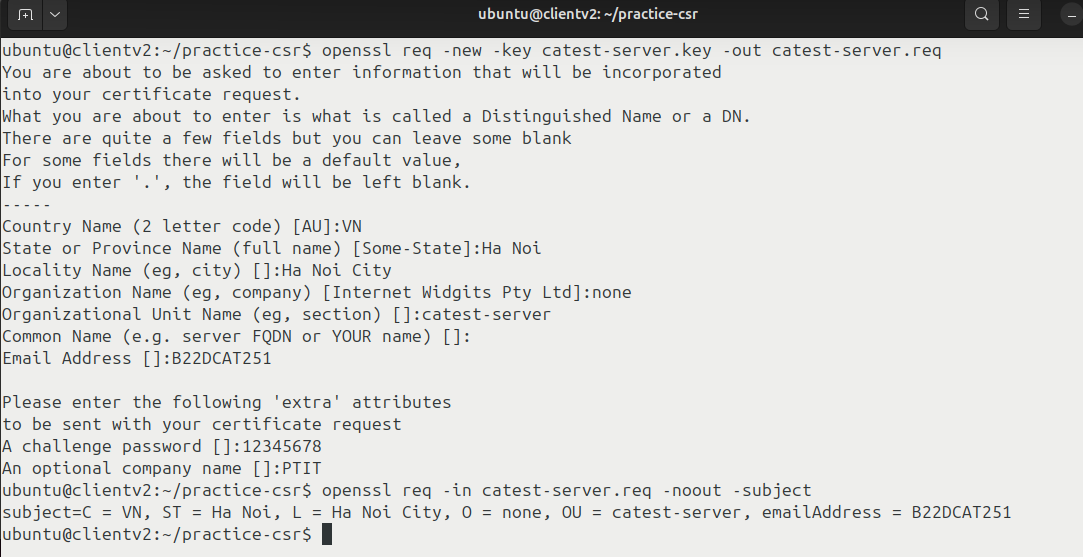 ubuntu@clientv2: ~/practice-csr
ubuntu@clientv2:~/practice-csr$ openssl req -new -key catest-server.key -out catest-server.req
You are about to be asked to enter information that will be incorporated
into your certificate request.
What you are about to enter is what is called a Distinguished Name or a DN.
There are quite a few fields but you can leave some blank
For some fields there will be a default value,
If you enter '.', the field will be left blank.
-----
Country Name (2 letter code) [AU]:VN
State or Province Name (full name) [Some-State]:Ha Noi
Locality Name (eg, city) []:Ha Noi City
Organization Name (eg, company) [Internet Widgits Pty Ltd]:none
Organizational Unit Name (eg, section) []:catest-server
Common Name (e.g. server FQDN or YOUR name) []:
Email Address []:B22DCAT251

Please enter the following 'extra' attributes
to be sent with your certificate request
A challenge password []:12345678
An optional company name []:PTIT
ubuntu@clientv2:~/practice-csr$ openssl req -in catest-server.req -noout -subject
subject=C = VN, ST = Ha Noi, L = Ha Noi City, O = none, OU = catest-server, emailAddress = B22DCAT251
ubuntu@clientv2:~/practice-csr$